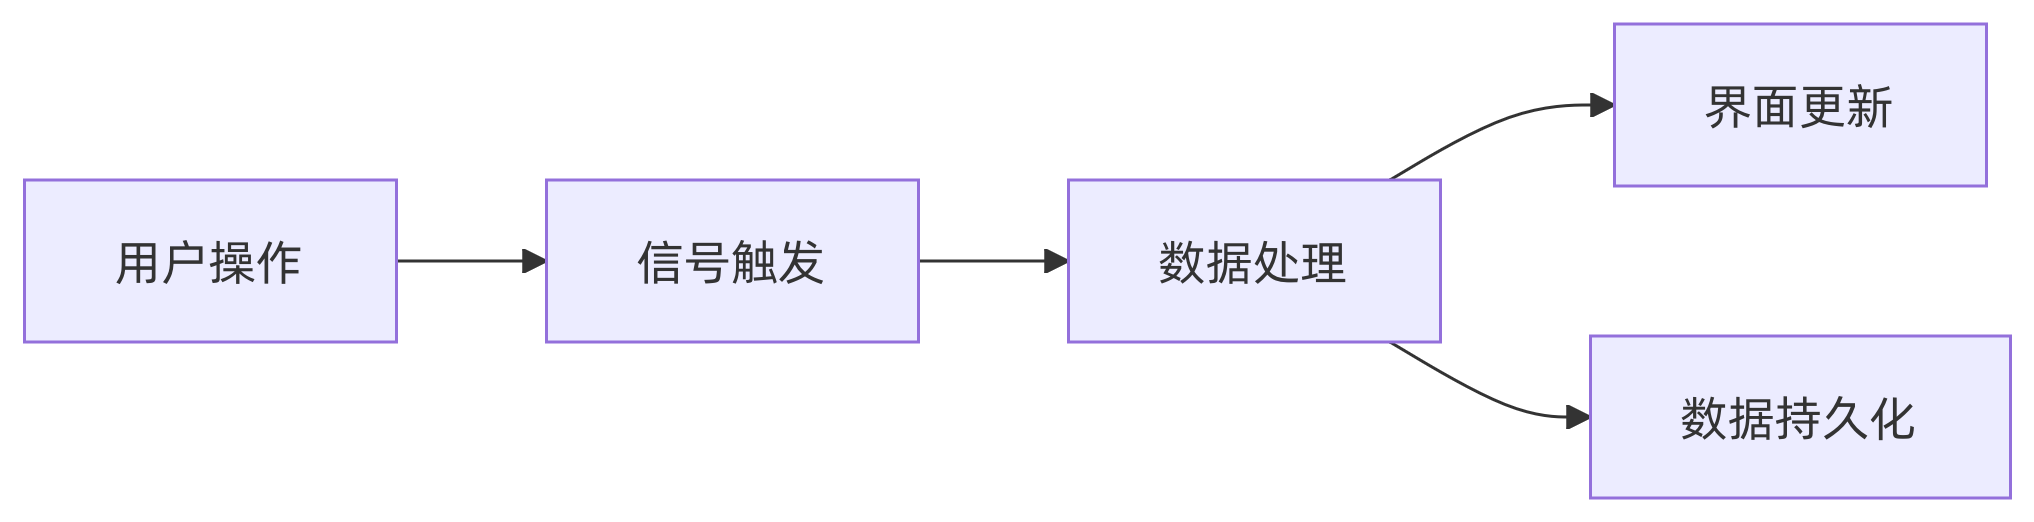 用户操作
信号触发
数据处理
界面更新
数据持久化